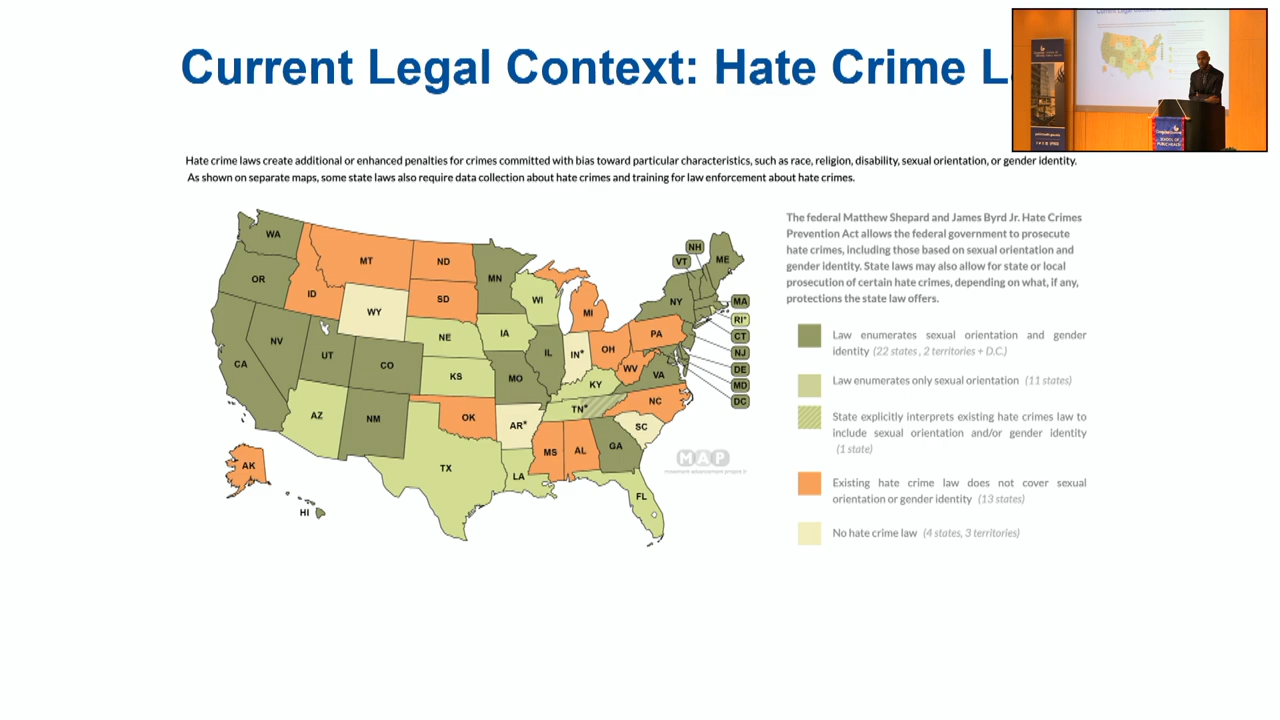 Current Legal Context: Hate Crime
Hate crime laws create additional or enhanced penalties for crimes committed with bias toward particular characteristics, such as race, religion, disability, sexual orientation, or gender identity.
As shown on separate maps, some state laws also require data collection about hate crimes and training for law enforcement about hate crimes.
The federal Matthew Shepard and James Byrd Jr. Hate Crimes
Prevention Act allows the federal government to prosecute
hate crimes, including those based on sexual orientation and
gender identity. State laws may also allow for state or local
prosecution of certain hate crimes, depending on what, if any,
protections the state law offers.
Law enumerates sexual orientation and gender
identity (22 states, 2 territories + D.C.)
Law enumerates only sexual orientation (11 states)
State explicitly interprets existing hate crimes law to
include sexual orientation and/or gender identity
(1 state)
Existing hate crime law does not cover sexual
orientation or gender identity (13 states)
No hate crime law (4 states, 3 territories)
WA
MT
ND
MN
OR
ID
SD
WI
WY
MI
NY
VT
NH
ME
MA
RI*
CT
NJ
DE
MD
DC
NV
UT
NE
IA
PA
OH
IL
IN*
CA
CO
KS
MO
WV
VA
KY
AZ
NM
OK
AR*
TN*
NC
SC
TX
LA
MS
AL
GA
FL
AK
HI
MAP
SCHOOL OF
PUBLIC HEALTH